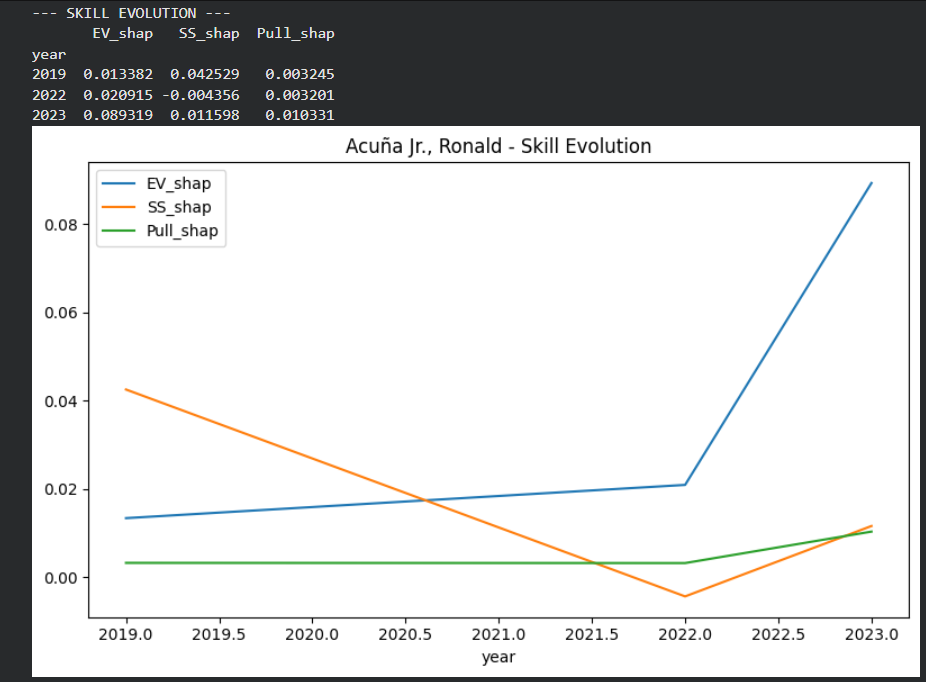 --- SKILL EVOLUTION ---
EV_shap SS_shap Pull_shap
year
2019 0.013382 0.042529 0.003245
2022 0.020915 -0.004356 0.003201
2023 0.089319 0.011598 0.010331
Acuña Jr., Ronald - Skill Evolution
EV_shap
SS_shap
Pull_shap
0.08
0.06
0.04
0.02
0.00
2019.0 2019.5 2020.0 2020.5 2021.0 2021.5 2022.0 2022.5 2023.0
year